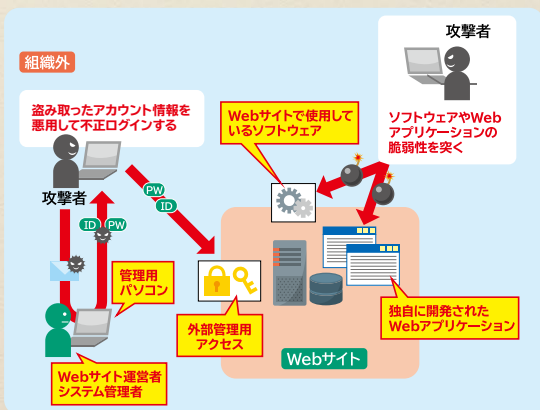 組織外
攻撃者
盗み取ったアカウント情報を
悪用して不正ログインする
Webサイトで使用して
いるソフトウェア
ソフトウェアやWeb
アプリケーションの
脆弱性を突く
攻撃者
PW
ID
ID
PW
管理用
パソコン
外部管理用
アクセス
独自に開発された
Webアプリケーション
Webサイト
Webサイト運営者
システム管理者